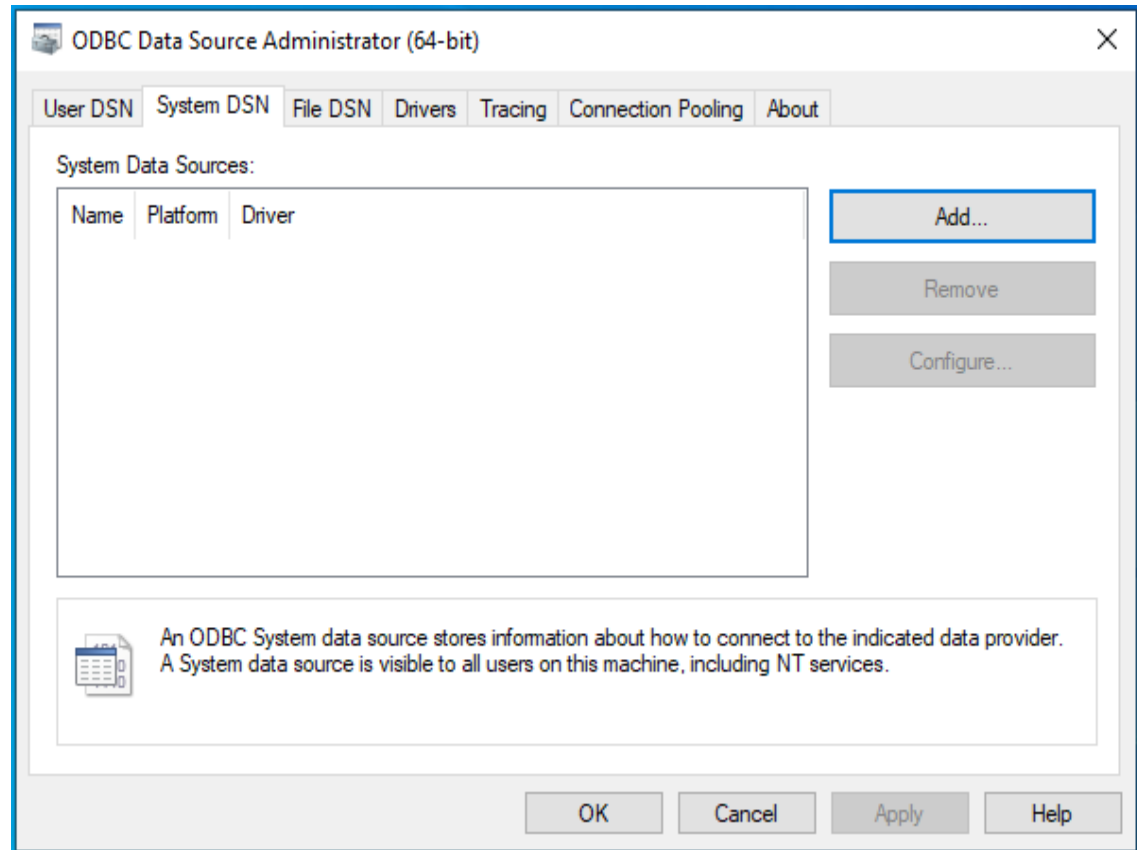 ODBC Data Source Administrator (64-bit)
User DSN System DSN File DSN Drivers Tracing Connection Pooling About
System Data Sources:
Name Platform Driver
Add...
Remove
Configure...
An ODBC System data source stores information about how to connect to the indicated data provider.
A System data source is visible to all users on this machine, including NT services.
OK Cancel Apply Help